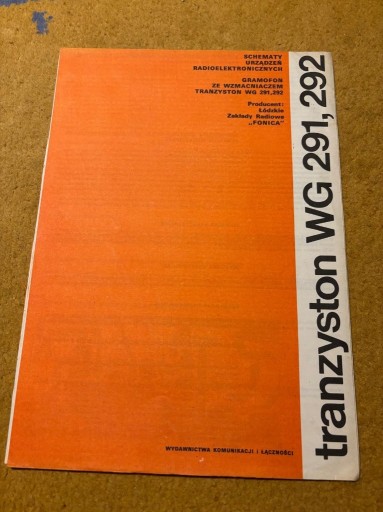 SCHEMATY
URZĄDZEŃ
RADIOELEKTRONICZNYCH
GRAMOFON
ZE WZMACNIACZEM
TRANZYSTON WG 291,292
Producent:
Łódzkie
Zakłady Radiowe
„FONICA"
tranzyston WG 291, 292
WYDAWNICTWA KOMUNIKACJI I ŁĄCZNOŚCI